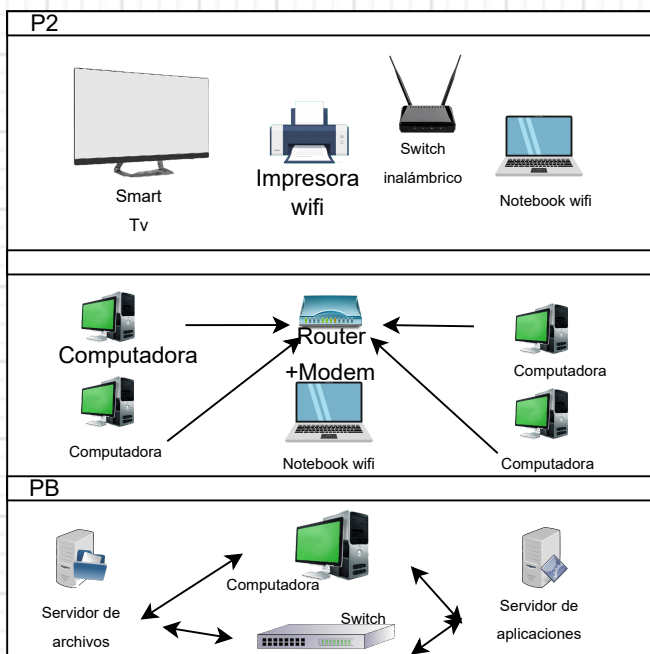 P2
Smart
Tv
Impresora
wifi
Switch
inalámbrico
Notebook wifi
Computadora
Router
+Modem
Computadora
Computadora
Notebook wifi
Computadora
PB
Servidor de
archivos
Computadora
Switch
Servidor de
aplicaciones